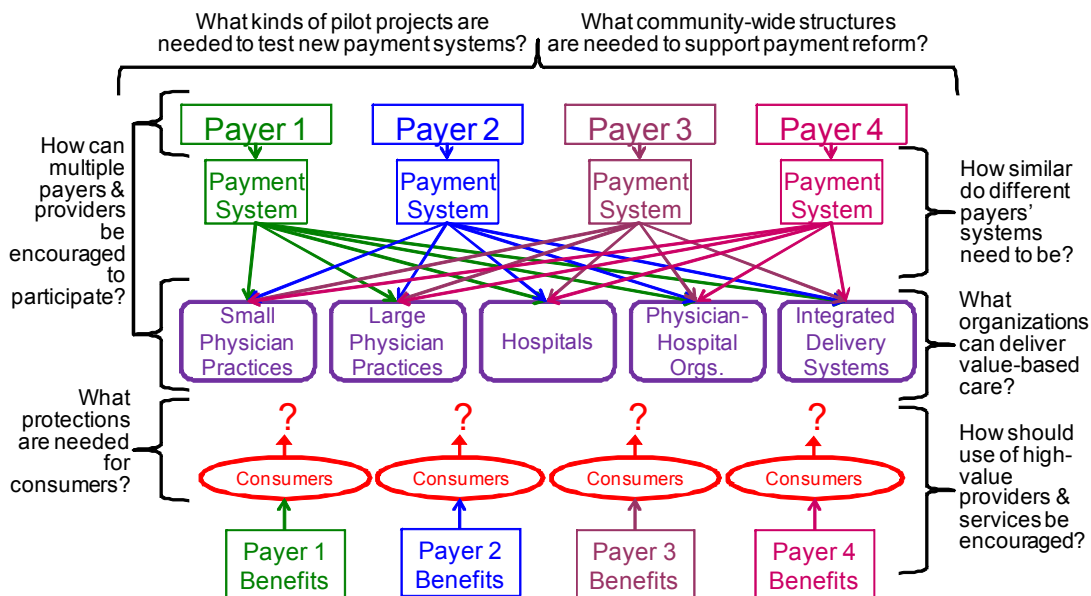 What kinds of pilot projects are
needed to test new payment systems?
What community-wide structures
are needed to support payment reform?
How can
multiple
payers &
providers
be
encouraged
to
participate?
Payer 1
Payer 2
Payer 3
Payer 4
Payment
System
Payment
System
Payment
System
Payment
System
How similar
do different
payers'
systems
need to be?
Small
Physician
Practices
Large
Physician
Practices
Hospitals
Physician-
Hospital
Orgs.
Integrated
Delivery
Systems
What
organizations
can deliver
value-based
care?
What
protections
are needed
for
consumers?
?
?
?
?
Consumers
Consumers
Consumers
Consumers
Payer 1
Benefits
Payer 2
Benefits
Payer 3
Benefits
Payer 4
Benefits
How should
use of high-
value
providers &
services be
encouraged?